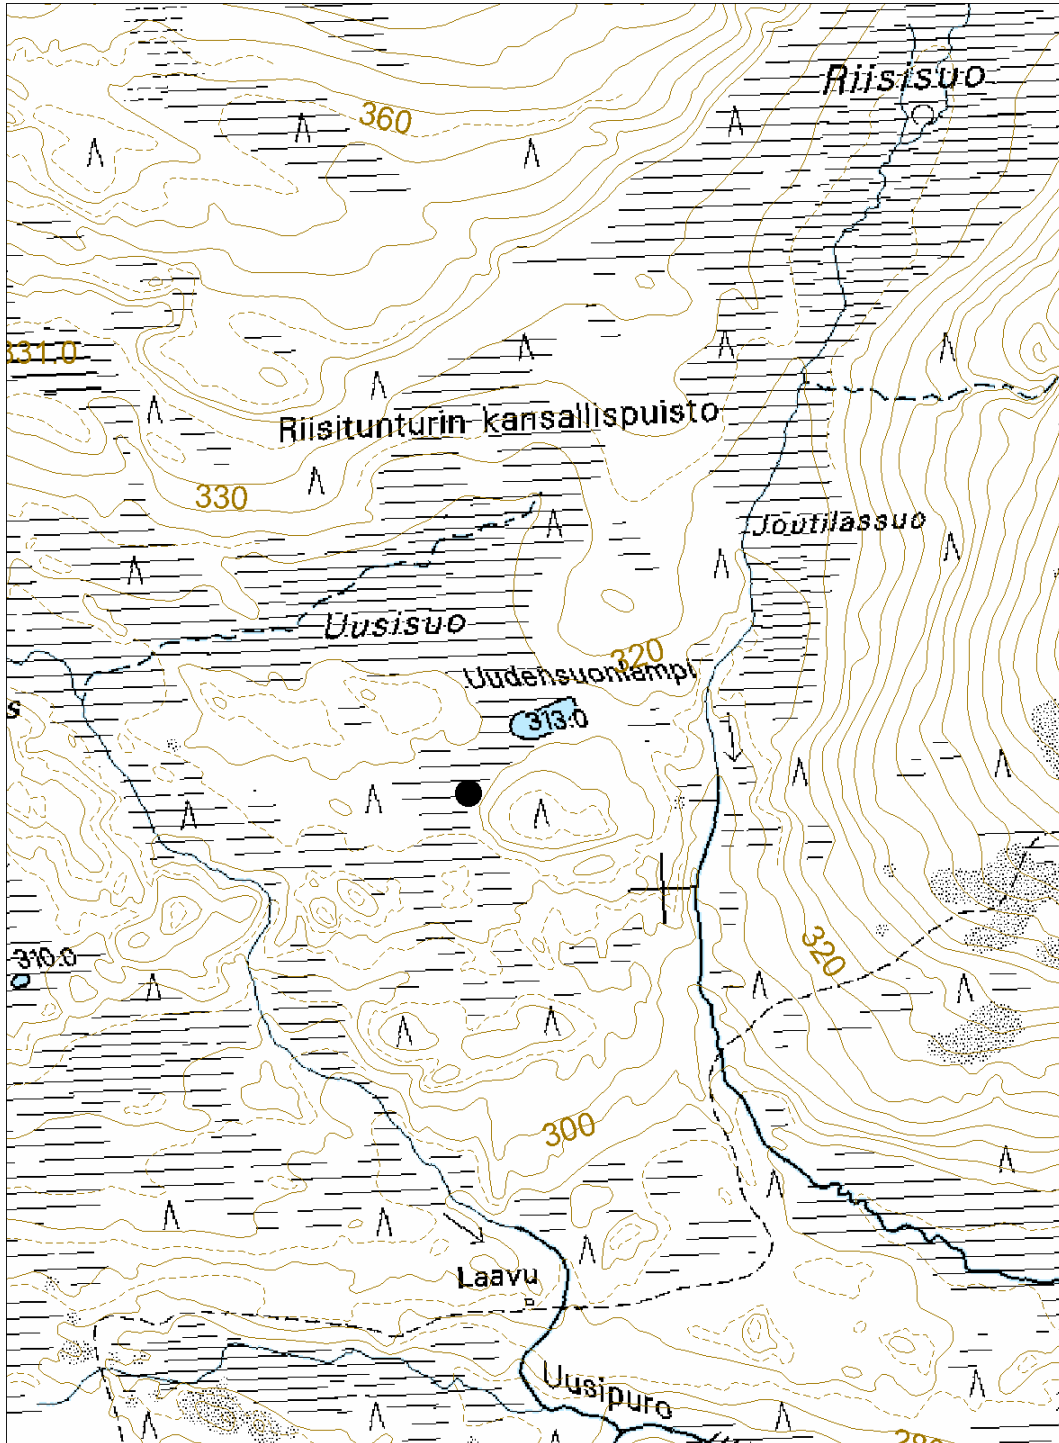 Riisisuo
360
331.0
Riisitunturin kansallispuisto
330
Joutilassuo
Uusisuo
320
Uudensuonlampi
s
313.0
320
310.0
300
Laavu
Uusipuro
280